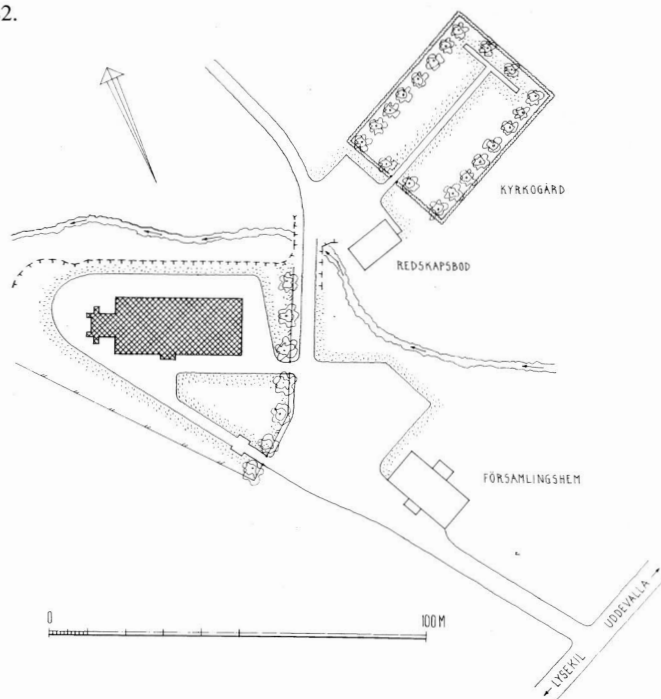 2.
KYRKOGÅRD
REDSKAPSBOD
FÖRSAMLINGSHEM
0
100 M
UDDEVALLA
LYSEKIL